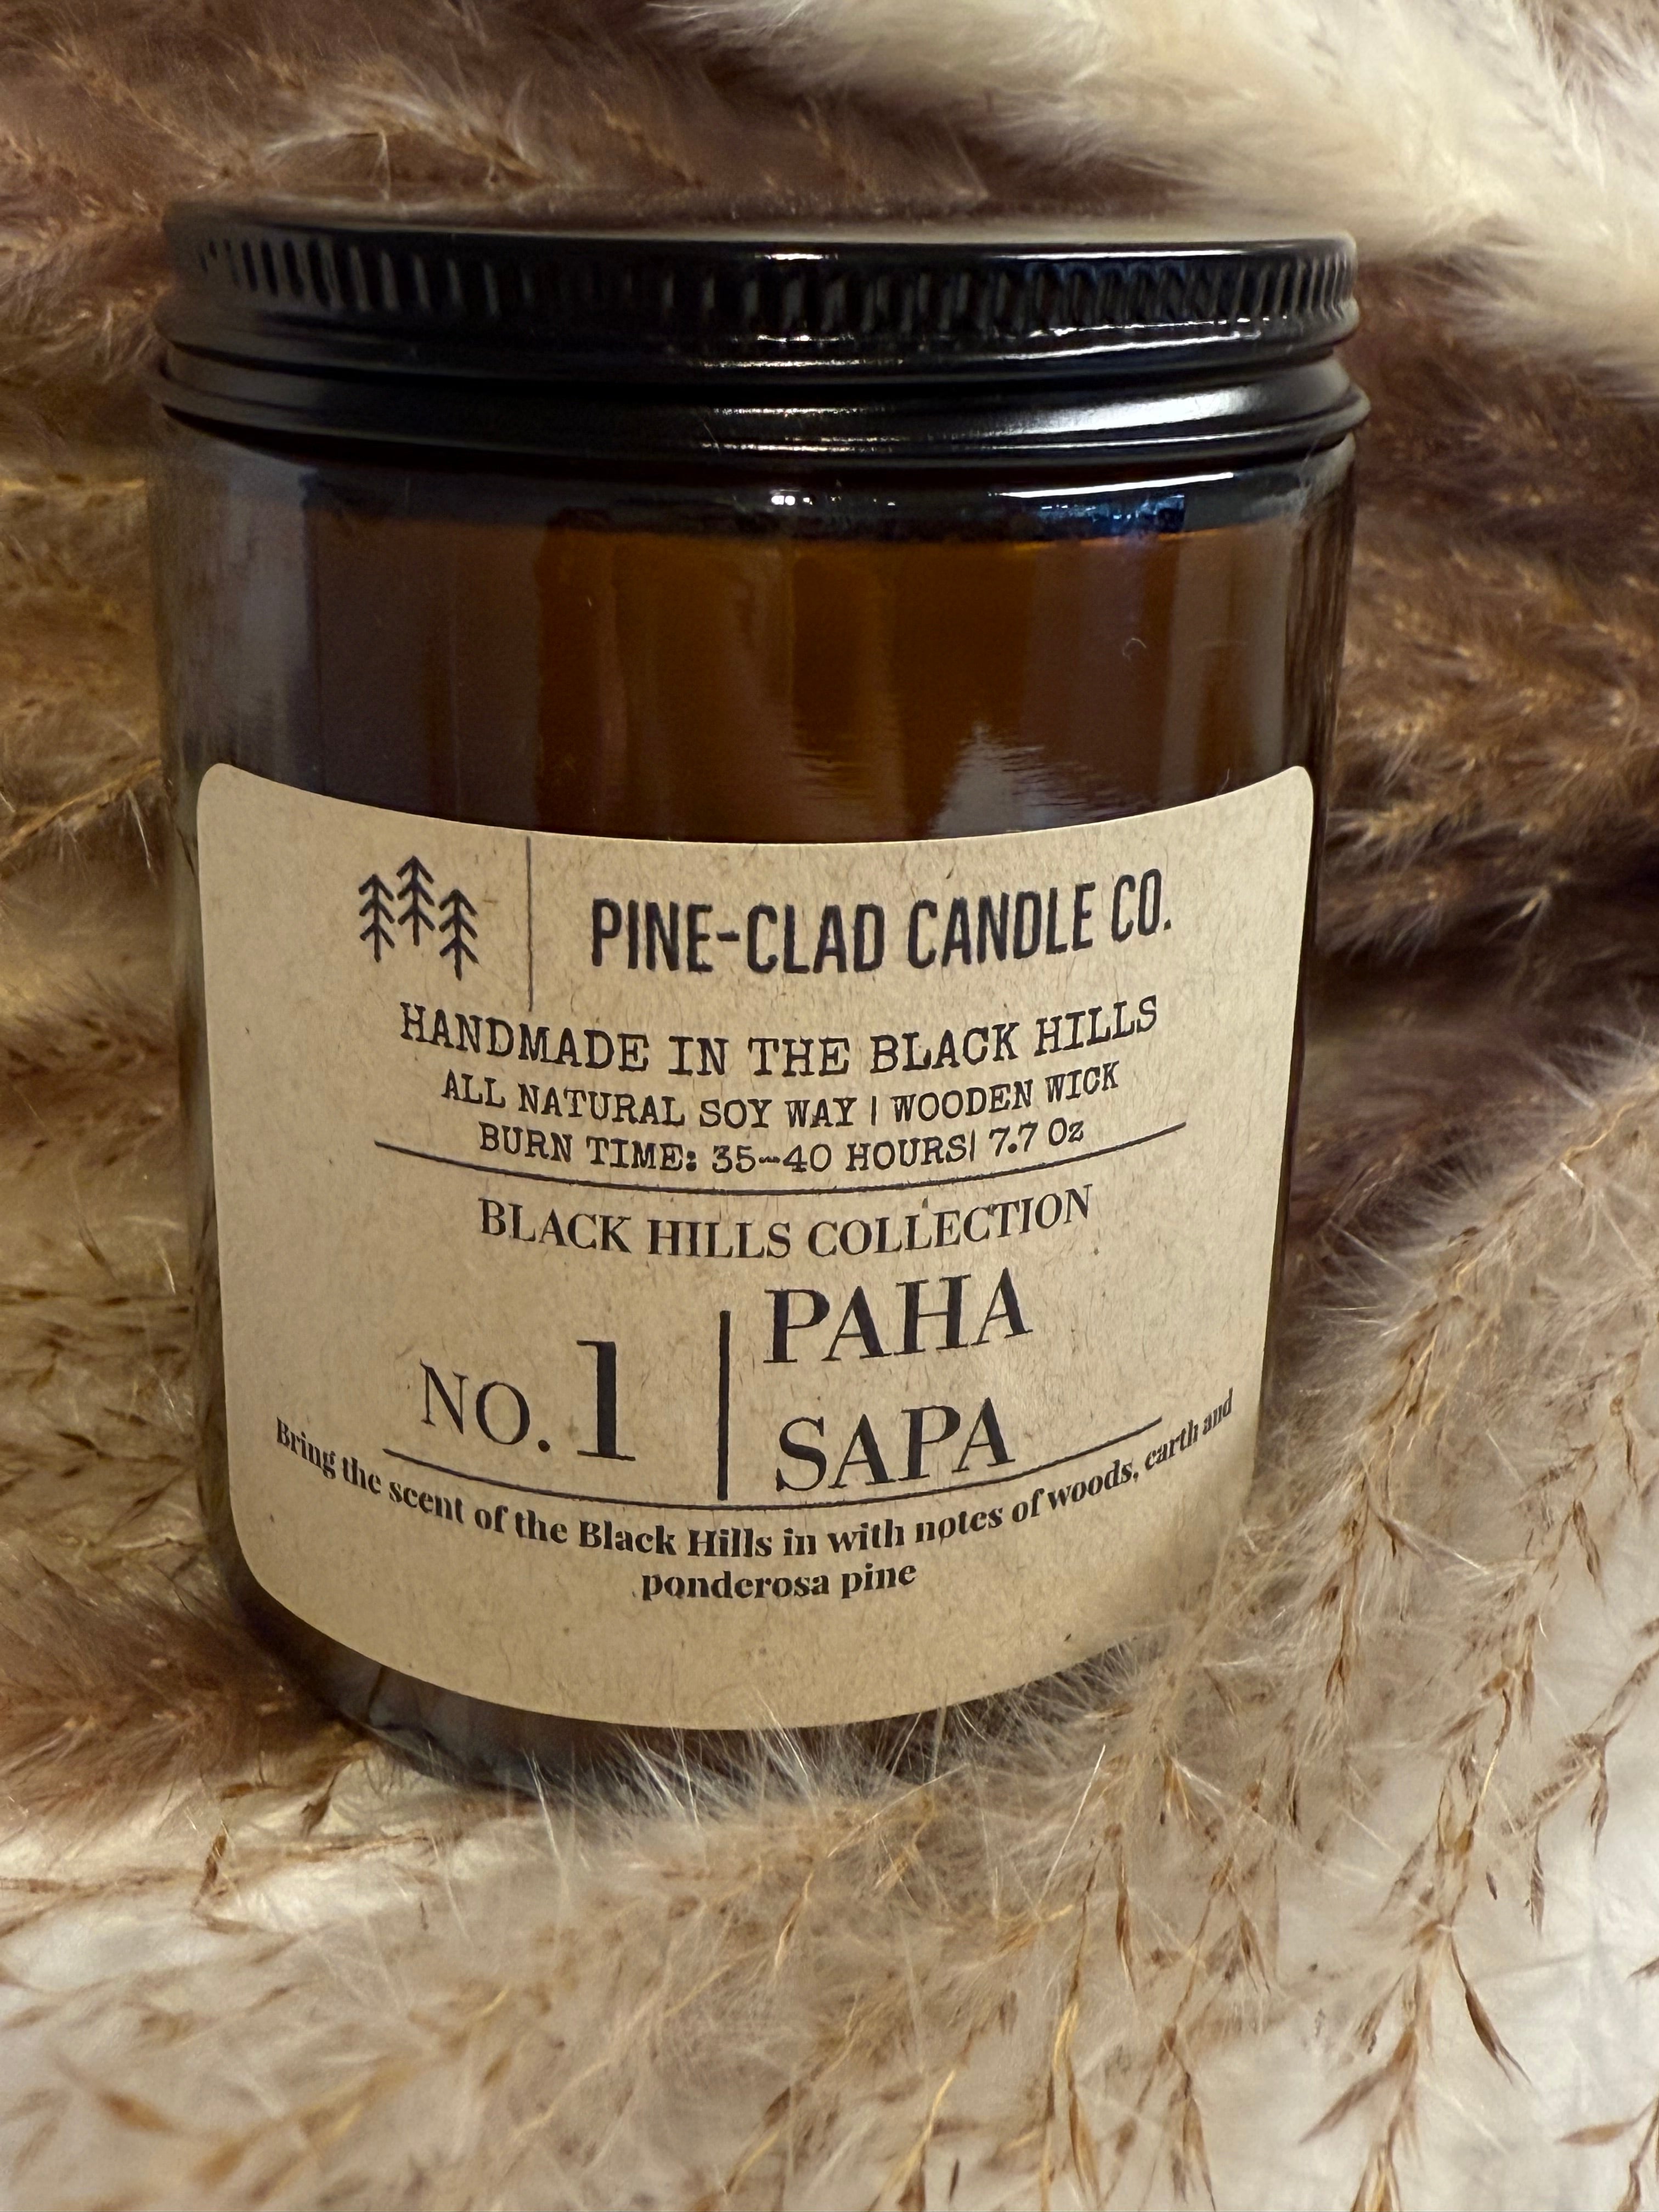 PINE-CLAD CANDLE CO.
HANDMADE IN THE BLACK HILLS
ALL NATURAL SOY WAY | WOODEN WICK
BURN TIME: 35-40 HOURS| 7.7 Oz
BLACK HILLS COLLECTION
NO. 1
PAHA
SAPA
Bring the scent of the Black Hills in with notes of woods, earth and
ponderosa pine